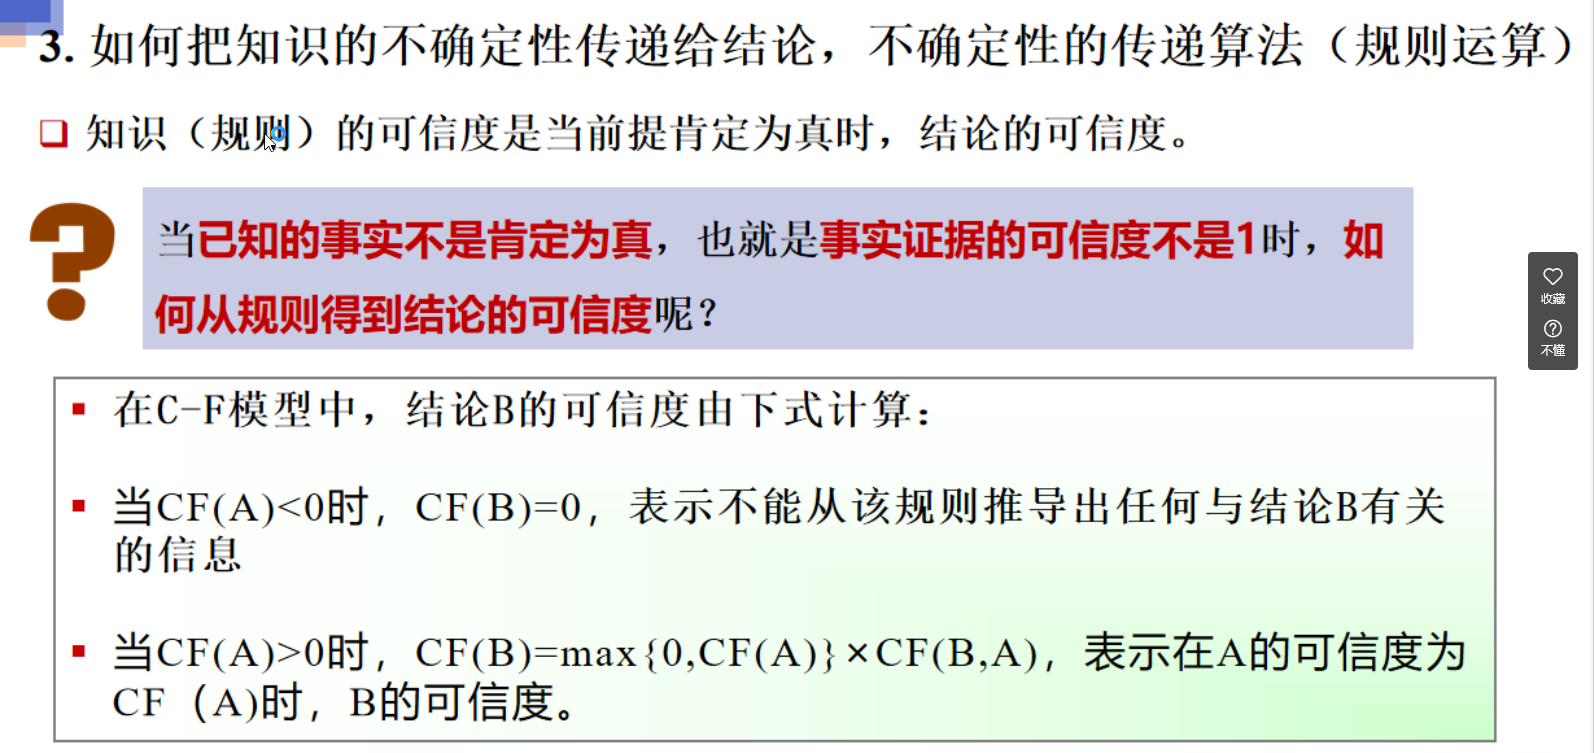 3. 如何把知识的不确定性传递给结论，不确定性的传递算法（规则运算）
知识（规则）的可信度是当前提肯定为真时，结论的可信度。
当已知的事实不是肯定为真，也就是事实证据的可信度不是1时，如
何从规则得到结论的可信度呢？
收藏
不懂
在C-F模型中，结论B的可信度由下式计算：
当CF(A)<0时，CF(B)=0，表示不能从该规则推导出任何与结论B有关
的信息
当CF(A)>0时，CF(B)=max{0,CF(A)}×CF(B,A)，表示在A的可信度为
CF（A)时，B的可信度。